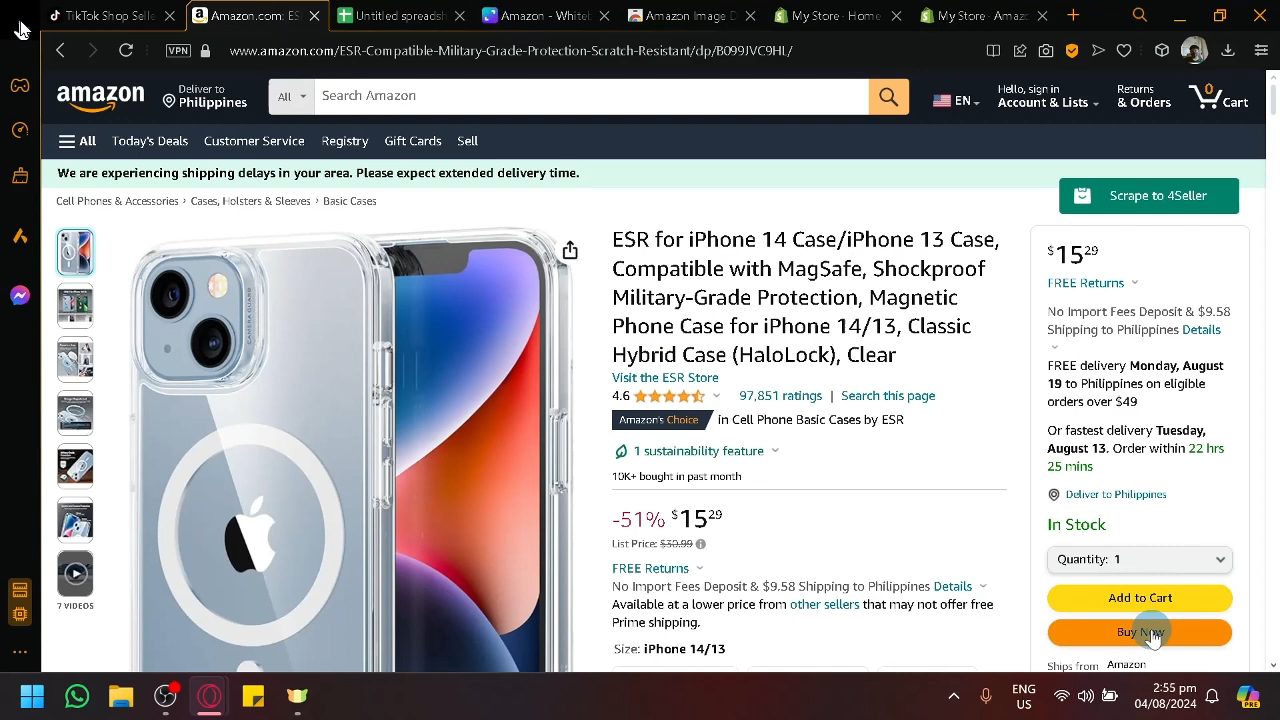 TikTok Shop Selle
Amazon.com: ES
Untitled spreads
Amazon - Whiteb
Amazon Image D
My Store - Home
My Store - Amaz
VPN
www.amazon.com/ESR-Compatible-Military-Grade-Protection-Scratch-Resistant/dp/B099JVC9HL/
amazon
Deliver to
Philippines
All
Search Amazon
EN
Hello, sign in
Account & Lists
Returns
& Orders
0
Cart
All
Today's Deals
Customer Service
Registry
Gift Cards
Sell
We are experiencing shipping delays in your area. Please expect extended delivery time.
Cell Phones & Accessories › Cases, Holsters & Sleeves › Basic Cases
Scrape to 4Seller
CAMERA GUARD
7 VIDEOS
ESR for iPhone 14 Case/iPhone 13 Case,
Compatible with MagSafe, Shockproof
Military-Grade Protection, Magnetic
Phone Case for iPhone 14/13, Classic
Hybrid Case (HaloLock), Clear
Visit the ESR Store
4.6
97,851 ratings | Search this page
Amazon's Choice in Cell Phone Basic Cases by ESR
1 sustainability feature
10K+ bought in past month
-51% $15 29
List Price: $30.99
FREE Returns
No Import Fees Deposit & $9.58 Shipping to Philippines Details
Available at a lower price from other sellers that may not offer free
Prime shipping.
Size: iPhone 14/13
$15 29
FREE Returns
No Import Fees Deposit & $9.58
Shipping to Philippines Details
FREE delivery Monday, August
19 to Philippines on eligible
orders over $49
Or fastest delivery Tuesday,
August 13. Order within 22 hrs
25 mins
Deliver to Philippines
In Stock
Quantity: 1
Add to Cart
Buy Now
Ships from Amazon
ENG
US
2:55 pm
04/08/2024
PRE